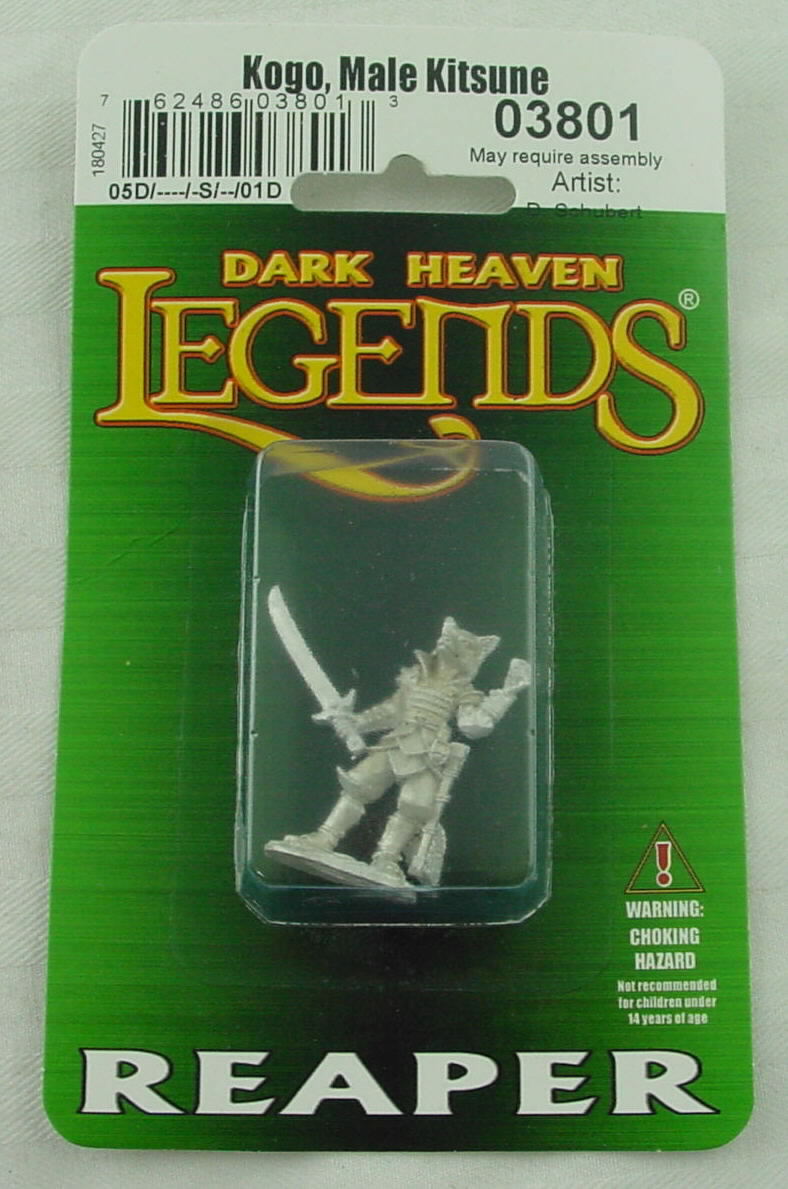 Kogo, Male Kitsune
7 62486 03801 3
03801
180427
May require assembly
05D/----/-S/--/01D
Artist:
D. Schubert
DARK HEAVEN
LEGENDS®
WARNING:
CHOKING
HAZARD
Not recommended
for children under
14 years of age
REAPER